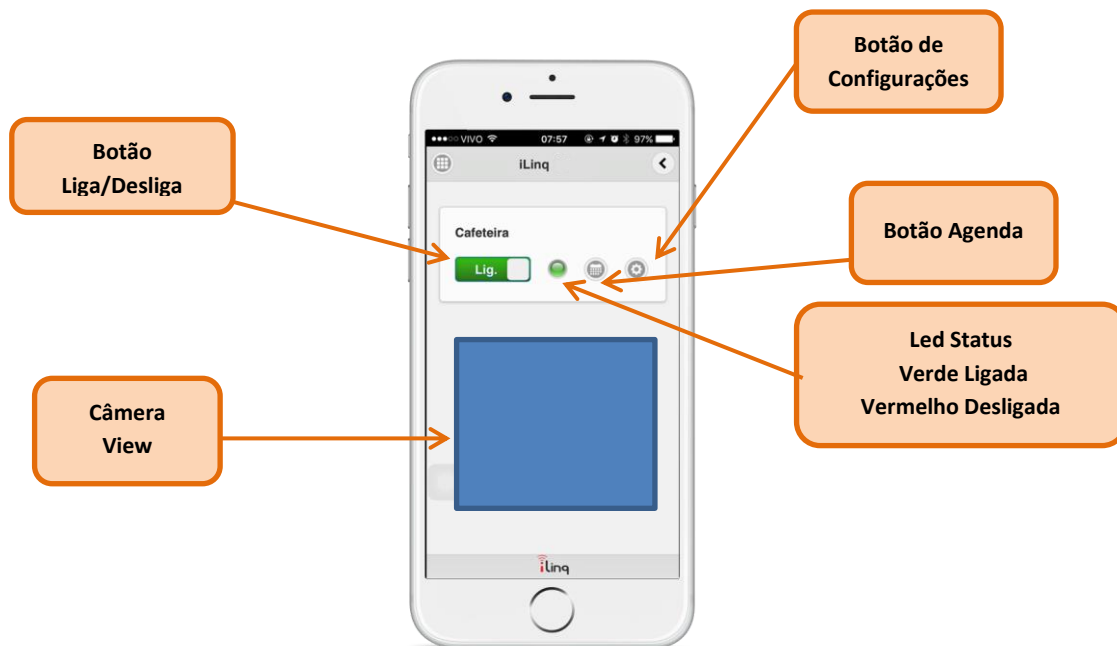 Botão de
Configurações
Botão
Liga/Desliga
VIVO 07:57 97%
iLinq
Botão Agenda
Cafeteira
Lig.
Led Status
Verde Ligada
Vermelho Desligada
Câmera
View
iLinq